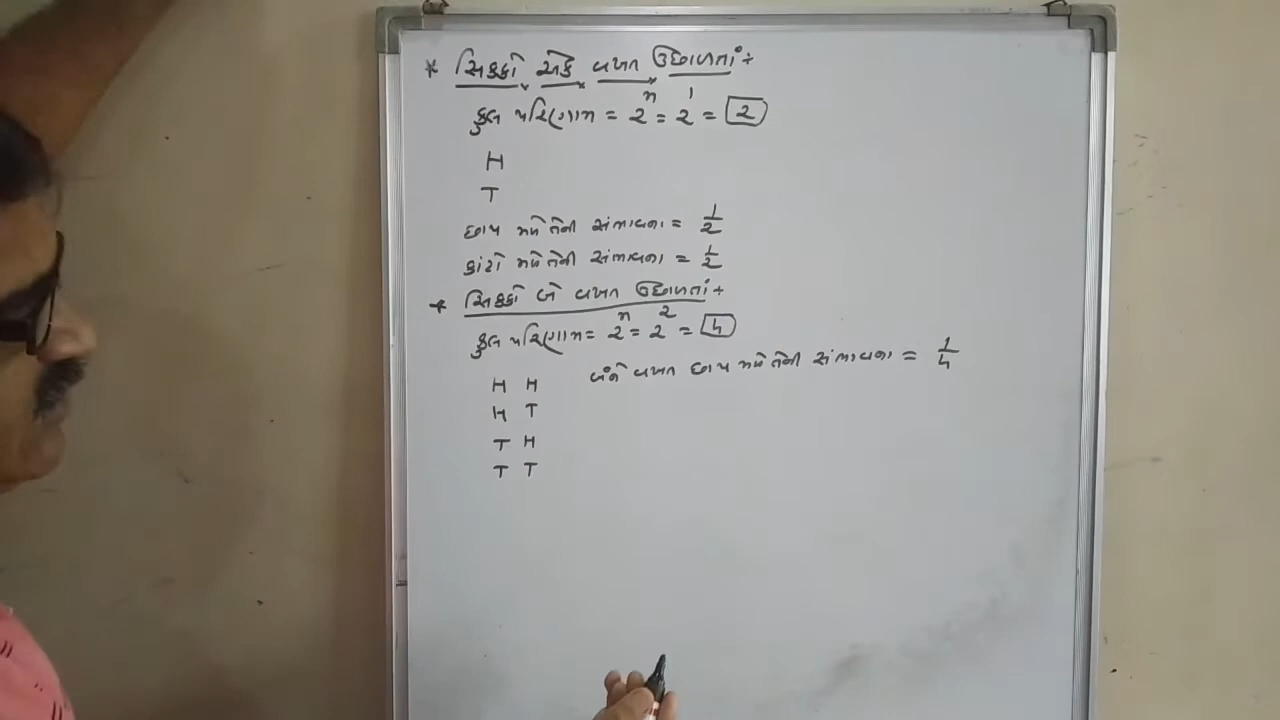 * સિક્કો એક વખત ઉછાળતાં ÷
કુલ પરિણામ = 2ⁿ = 2¹ = 2
H
T
છાપ મળે તેની સંભાવના = 1/2
કાંટો મળે તેની સંભાવના = 1/2
* સિક્કો બે વખત ઉછાળતાં ÷
કુલ પરિણામ = 2ⁿ = 2² = 4
H H બંને વખત છાપ મળે તેની સંભાવના = 1/4
H T
T H
T T